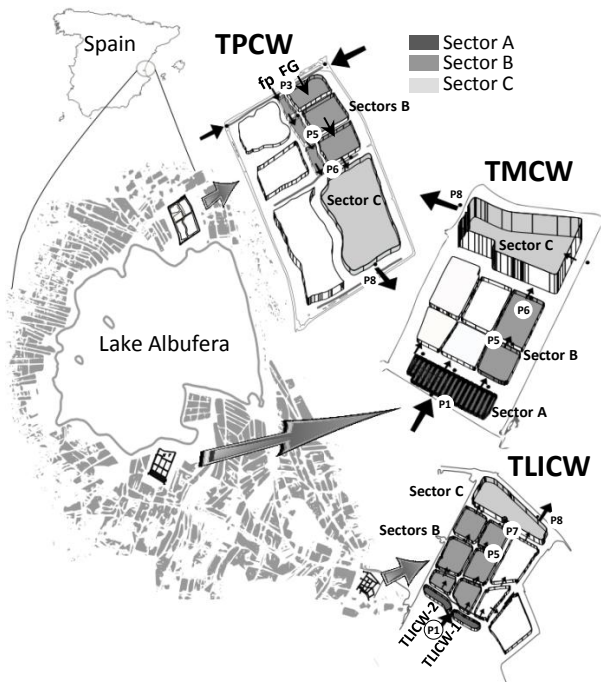 Spain
TPCW
Sector A
Sector B
Sector C
fp FG
P3
Sectors B
P5
P6
Sector C
P8
TMCW
P8
Sector C
P6
P5
Sector B
P1
Sector A
Lake Albufera
TLICW
Sector C
P8
P7
Sectors B
P5
TLICW-2
P1
TLICW-1